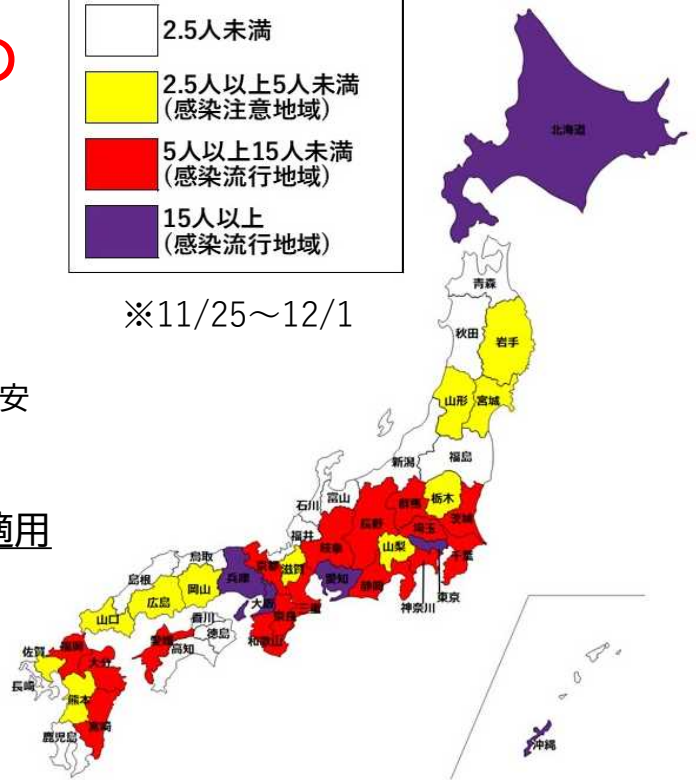 の
2.5人未満
2.5人以上5人未満
(感染注意地域)
5人以上15人未満
(感染流行地域)
15人以上
(感染流行地域)
※11/25～12/1
安
適用
北海道
青森
秋田
岩手
山形
宮城
新潟
福島
石川
富山
群馬
栃木
長野
埼玉
茨城
福井
岐阜
山梨
千葉
鳥取
京都
滋賀
島根
岡山
兵庫
愛知
静岡
東京
神奈川
広島
大阪
奈良
三重
山口
香川
徳島
和歌山
愛媛
高知
佐賀
福岡
大分
長崎
熊本
宮崎
鹿児島
沖縄